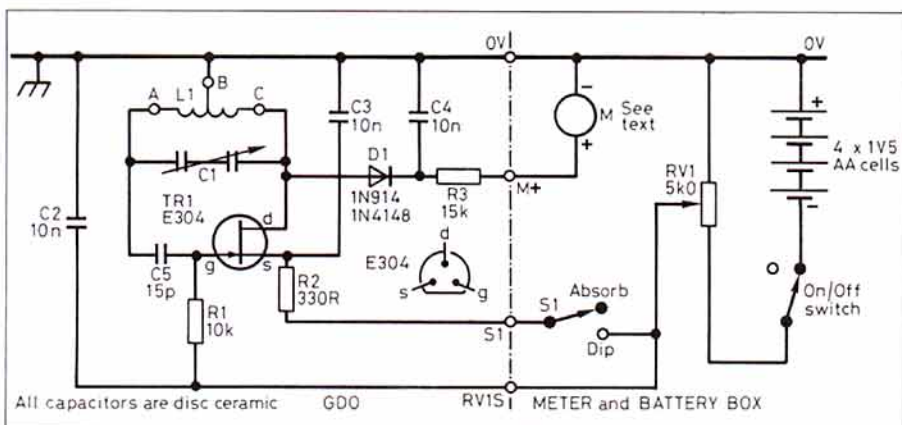 0V
0V
A
L1
B
C
C3
10n
C4
10n
M
See
text
+
-
+
4 x 1V5
AA cells
-
C1
D1
1N914
1N4148
R3
15k
M+
RV1
5k0
C2
10n
TR1
E304
d
g
s
C5
15p
R1
10k
R2
330R
E304
d
s
g
S1
S1
Absorb
Dip
On/Off
switch
All capacitors are disc ceramic
GDO
RV1S
METER and BATTERY BOX